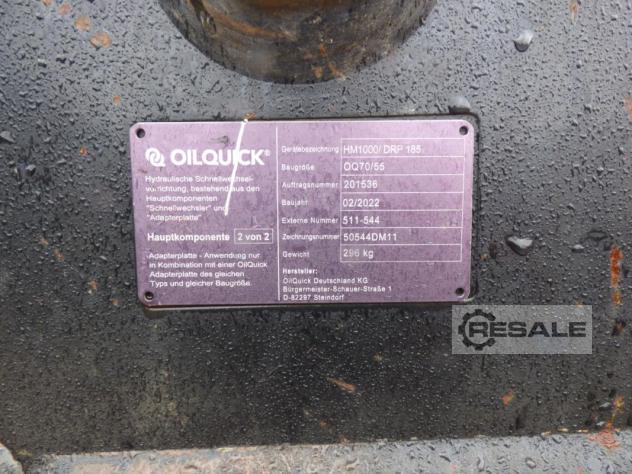 OILQUICK®
Hydraulische Schnellwechsel-
vorrichtung, bestehend aus den
Hauptkomponenten
"Schnellwechsler" und
"Adapterplatte"
Hauptkomponente 2 von 2
Adapterplatte - Anwendung nur
in Kombination mit einer OilQuick
Adapterplatte des gleichen
Typs und gleicher Baugröße.
Gerätebezeichnung HM1000/ DRP 185
Baugröße OQ70/55
Auftragsnummer 201536
Baujahr 02/2022
Externe Nummer 511-544
Zeichnungsnummer 50544DM11
Gewicht 296 kg
Hersteller:
OilQuick Deutschland KG
Bürgermeister-Schauer-Straße 1
D-82297 Steindorf
RESALE